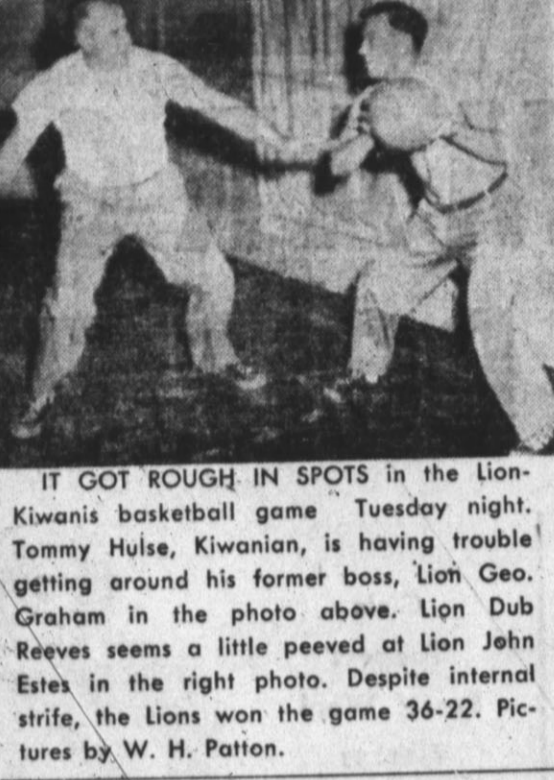 IT GOT ROUGH IN SPOTS in the Lion-
Kiwanis basketball game Tuesday night.
Tommy Hulse, Kiwanian, is having trouble
getting around his former boss, Lion Geo.
Graham in the photo above. Lion Dub
Reeves seems a little peeved at Lion John
Estes in the right photo. Despite internal
strife, the Lions won the game 36-22. Pic-
tures by W. H. Patton.